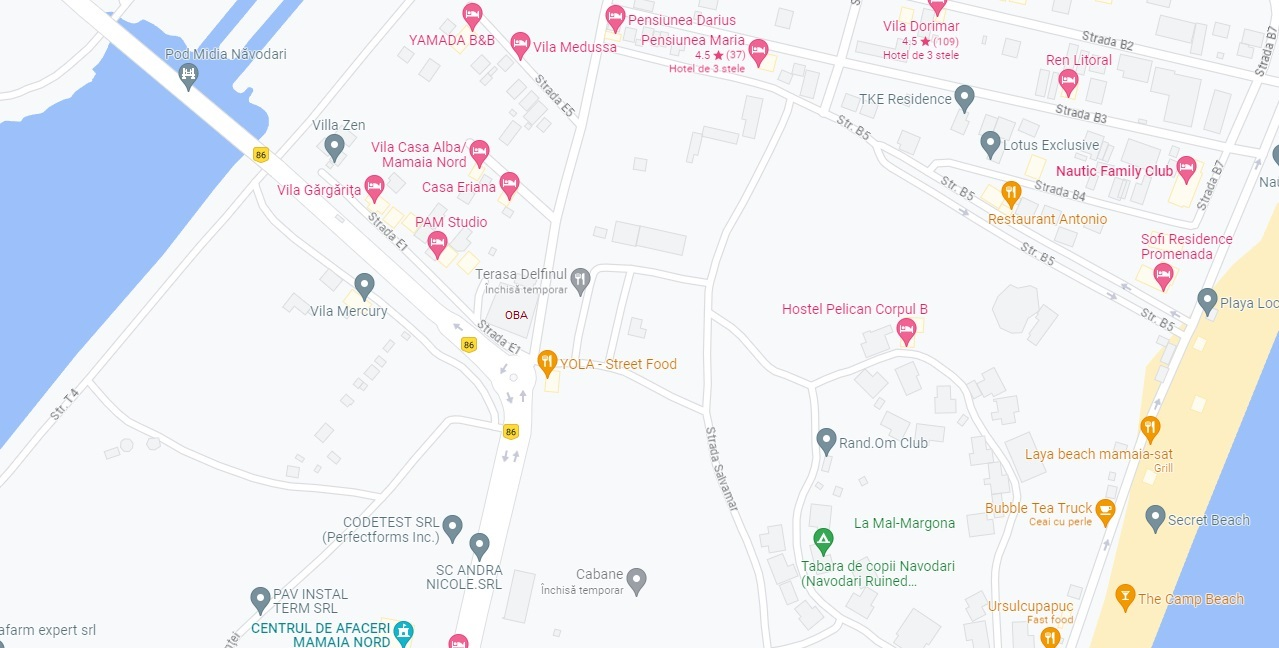 Pensiunea Darius
Vila Dorimar
4.5 ★ (109)
Hotel de 3 stele
YAMADA B&B
Vila Medussa
Pensiunea Maria
4.5 ★ (37)
Hotel de 3 stele
Strada B2
Strada B7
Pod Midia Năvodari
Ren Litoral
Strada E5
TKE Residence
Strada B3
Str. B5
Villa Zen
86
Vila Casa Alba/
Mamaia Nord
Lotus Exclusive
Nautic Family Club
Nau
Vila Gărgărița
Casa Eriana
Str. B5
Strada B4
Strada B7
Restaurant Antonio
PAM Studio
Strada E1
Str. B5
Sofi Residence
Promenada
Terasa Delfinul
Închisă temporar
Vila Mercury
OBA
Hostel Pelican Corpul B
Playa Loc
Str. B5
Strada E1
86
YOLA - Street Food
Str. T4
86
Strada Salvamar
Rand.Om Club
Laya beach mamaia-sat
Grill
CODETEST SRL
(Perfectforms Inc.)
La Mal-Margona
Bubble Tea Truck
Ceai cu perle
Secret Beach
SC ANDRA
NICOLE.SRL
Tabara de copii Navodari
(Navodari Ruined...
Cabane
Închisă temporar
PAV INSTAL
TERM SRL
The Camp Beach
Ursulcupapuc
Fast food
afarm expert srl
CENTRUL DE AFACERI
MAMAIA NORD